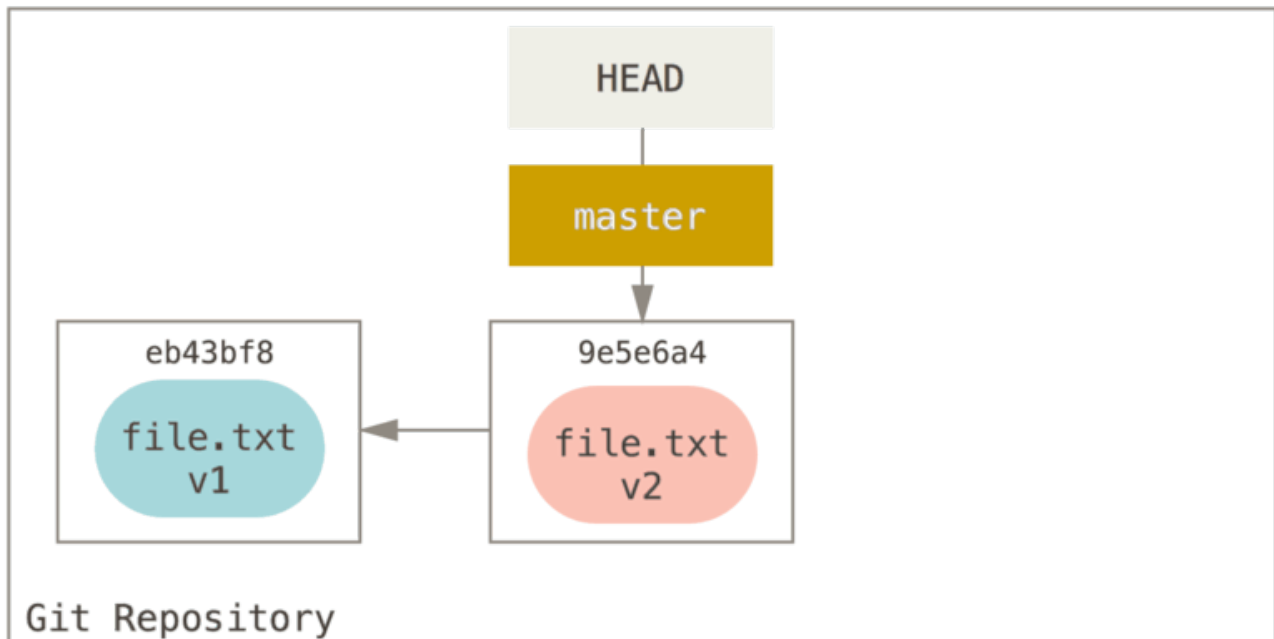 HEAD
master
eb43bf8
file.txt
v1
9e5e6a4
file.txt
v2
Git Repository